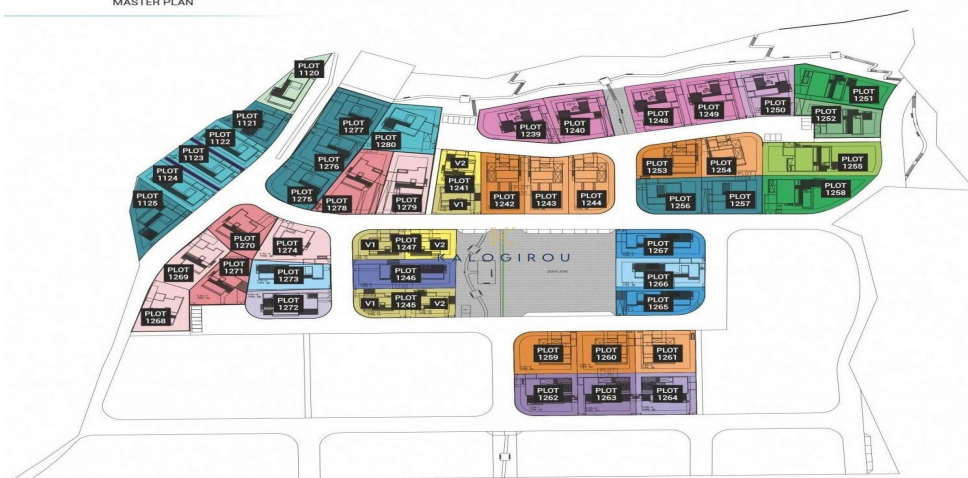 MASTER PLAN
PLOT
1120
PLOT
1121
PLOT
1122
PLOT
1123
PLOT
1124
PLOT
1125
PLOT
1277
PLOT
1280
PLOT
1276
PLOT
1275
PLOT
1278
PLOT
1279
V2
PLOT
1241
V1
PLOT
1242
PLOT
1243
PLOT
1244
PLOT
1239
PLOT
1240
PLOT
1248
PLOT
1249
PLOT
1250
PLOT
1251
PLOT
1252
PLOT
1253
PLOT
1254
PLOT
1255
PLOT
1256
PLOT
1257
PLOT
1258
PLOT
1270
PLOT
1274
PLOT
1269
PLOT
1271
PLOT
1273
PLOT
1272
PLOT
1268
V1
PLOT
1247
V2
PLOT
1246
V1
PLOT
1245
V2
KALOGIROU
PLOT
1267
PLOT
1266
PLOT
1265
PLOT
1259
PLOT
1260
PLOT
1261
PLOT
1262
PLOT
1263
PLOT
1264